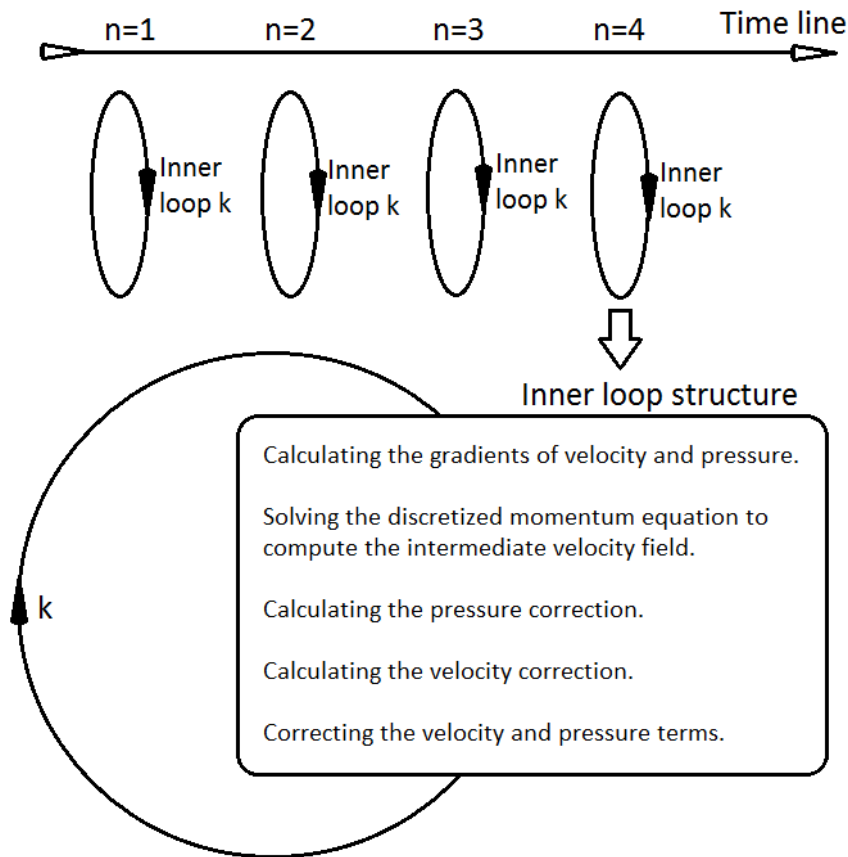 n=1 n=2 n=3 n=4 Time line
Inner
loop k
Inner
loop k
Inner
loop k
Inner
loop k
Inner loop structure
Calculating the gradients of velocity and pressure.
Solving the discretized momentum equation to
compute the intermediate velocity field.
k
Calculating the pressure correction.
Calculating the velocity correction.
Correcting the velocity and pressure terms.